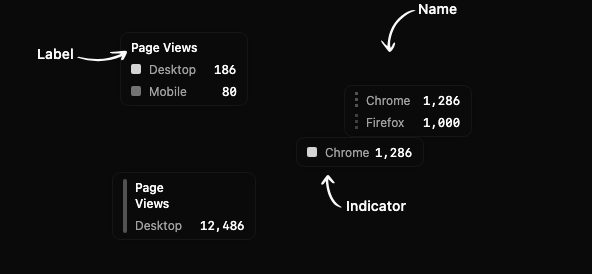 Name
Label
Page Views
Desktop 186
Mobile 80
Chrome 1,286
Firefox 1,000
Chrome 1,286
Page
Views
Desktop 12,486
Indicator